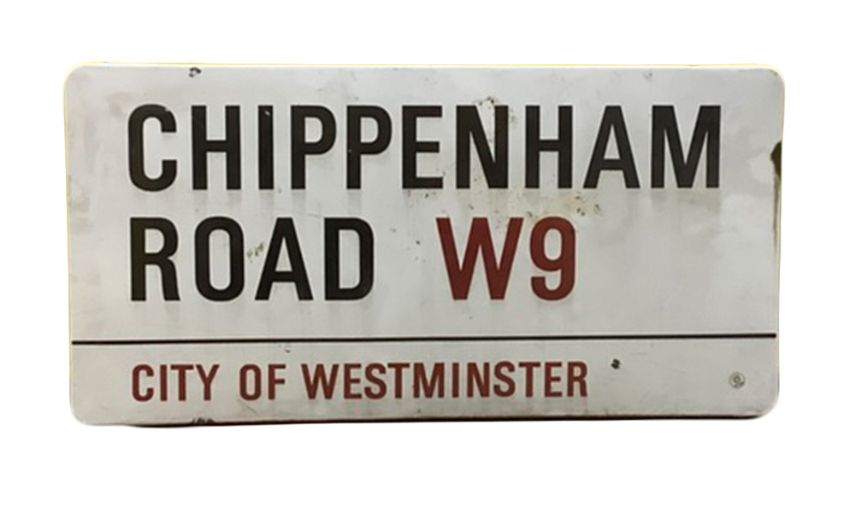 CHIPPENHAM
ROAD W9
CITY OF WESTMINSTER